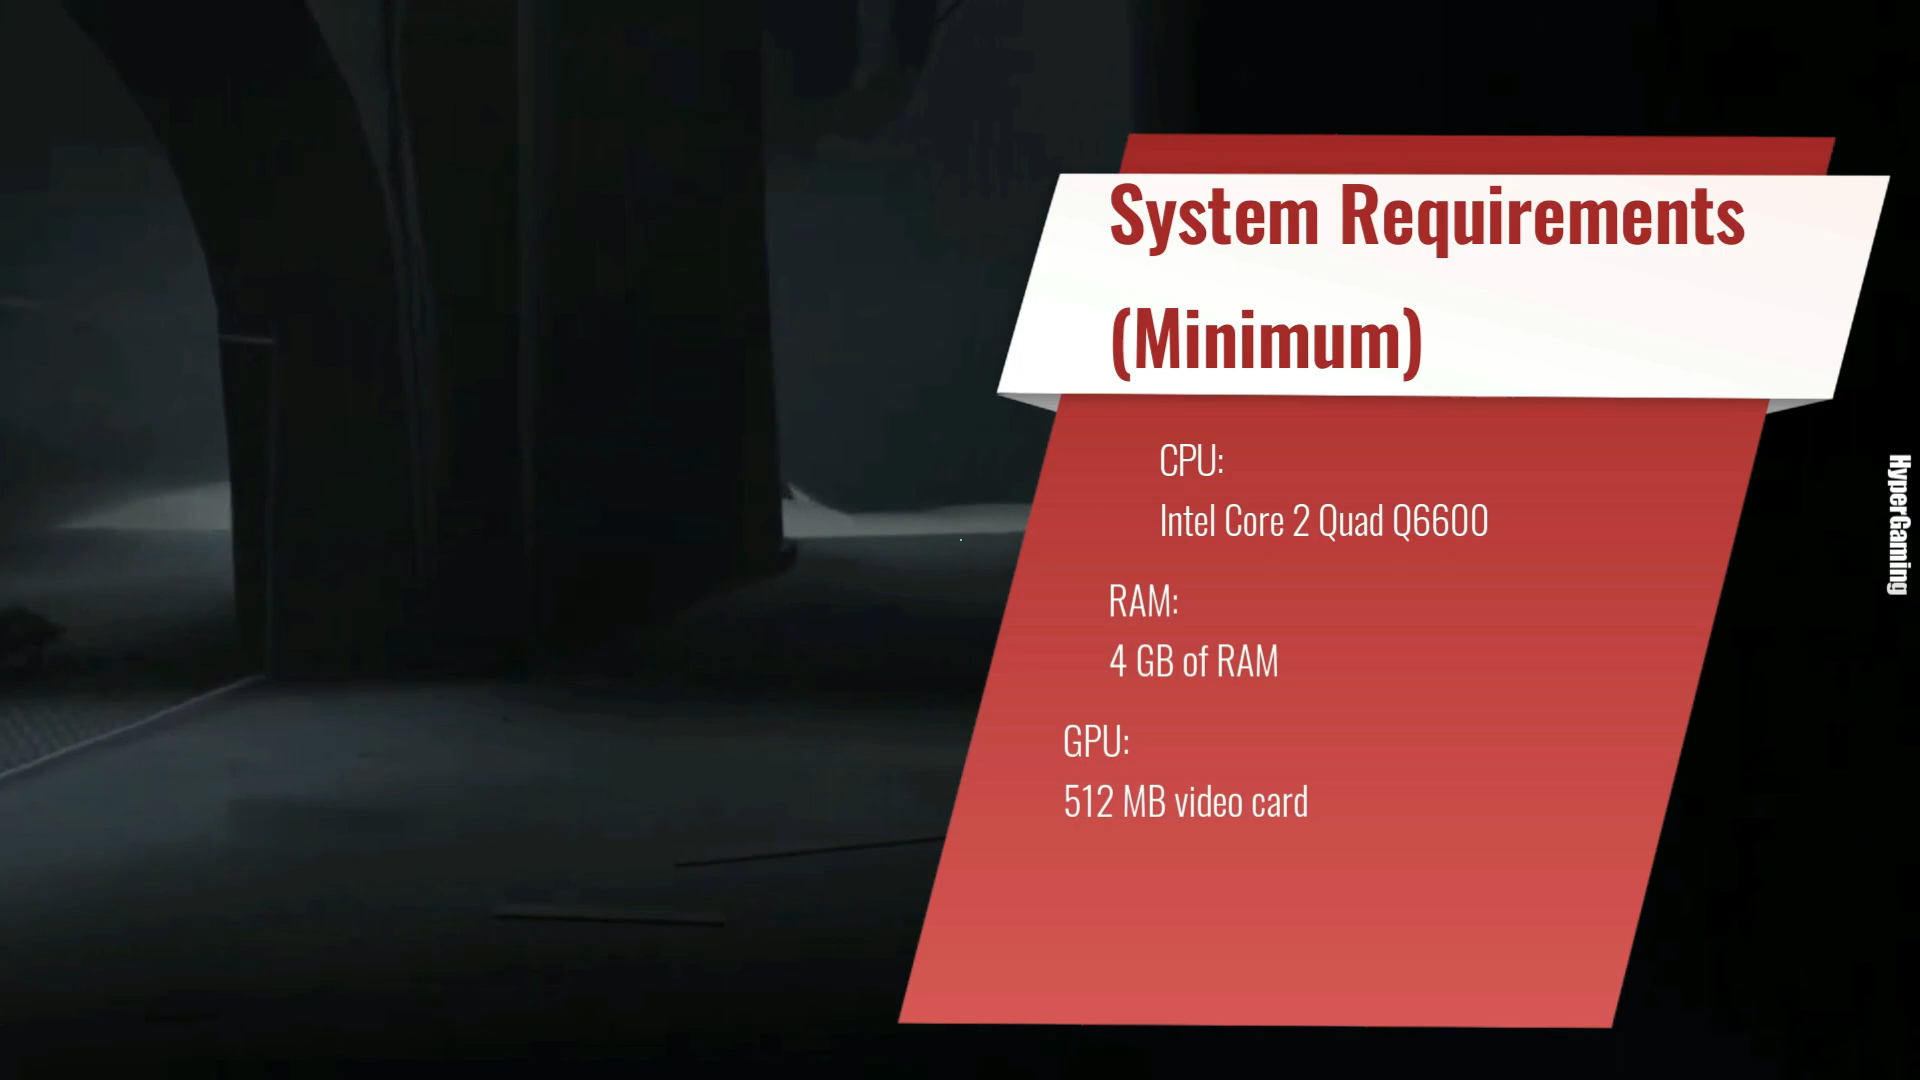 System Requirements
(Minimum)
CPU:
Intel Core 2 Quad Q6600
RAM:
4 GB of RAM
GPU:
512 MB video card
HyperGaming